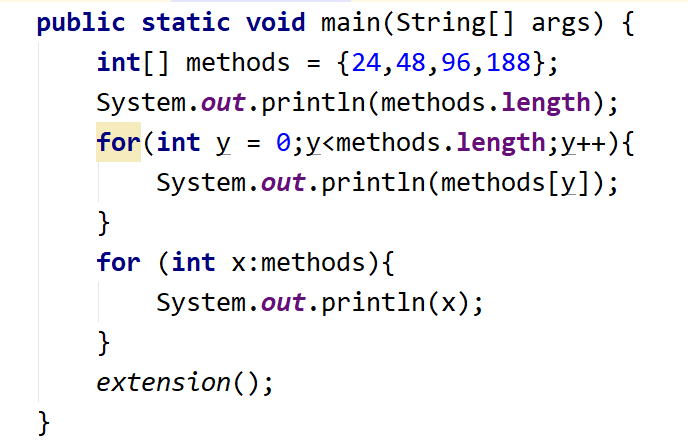 public static void main(String[] args) {
int[] methods = {24,48,96,188};
System.out.println(methods.length);
for(int y = 0;y<methods.length;y++){
System.out.println(methods[y]);
}
for (int x:methods){
System.out.println(x);
}
extension();
}